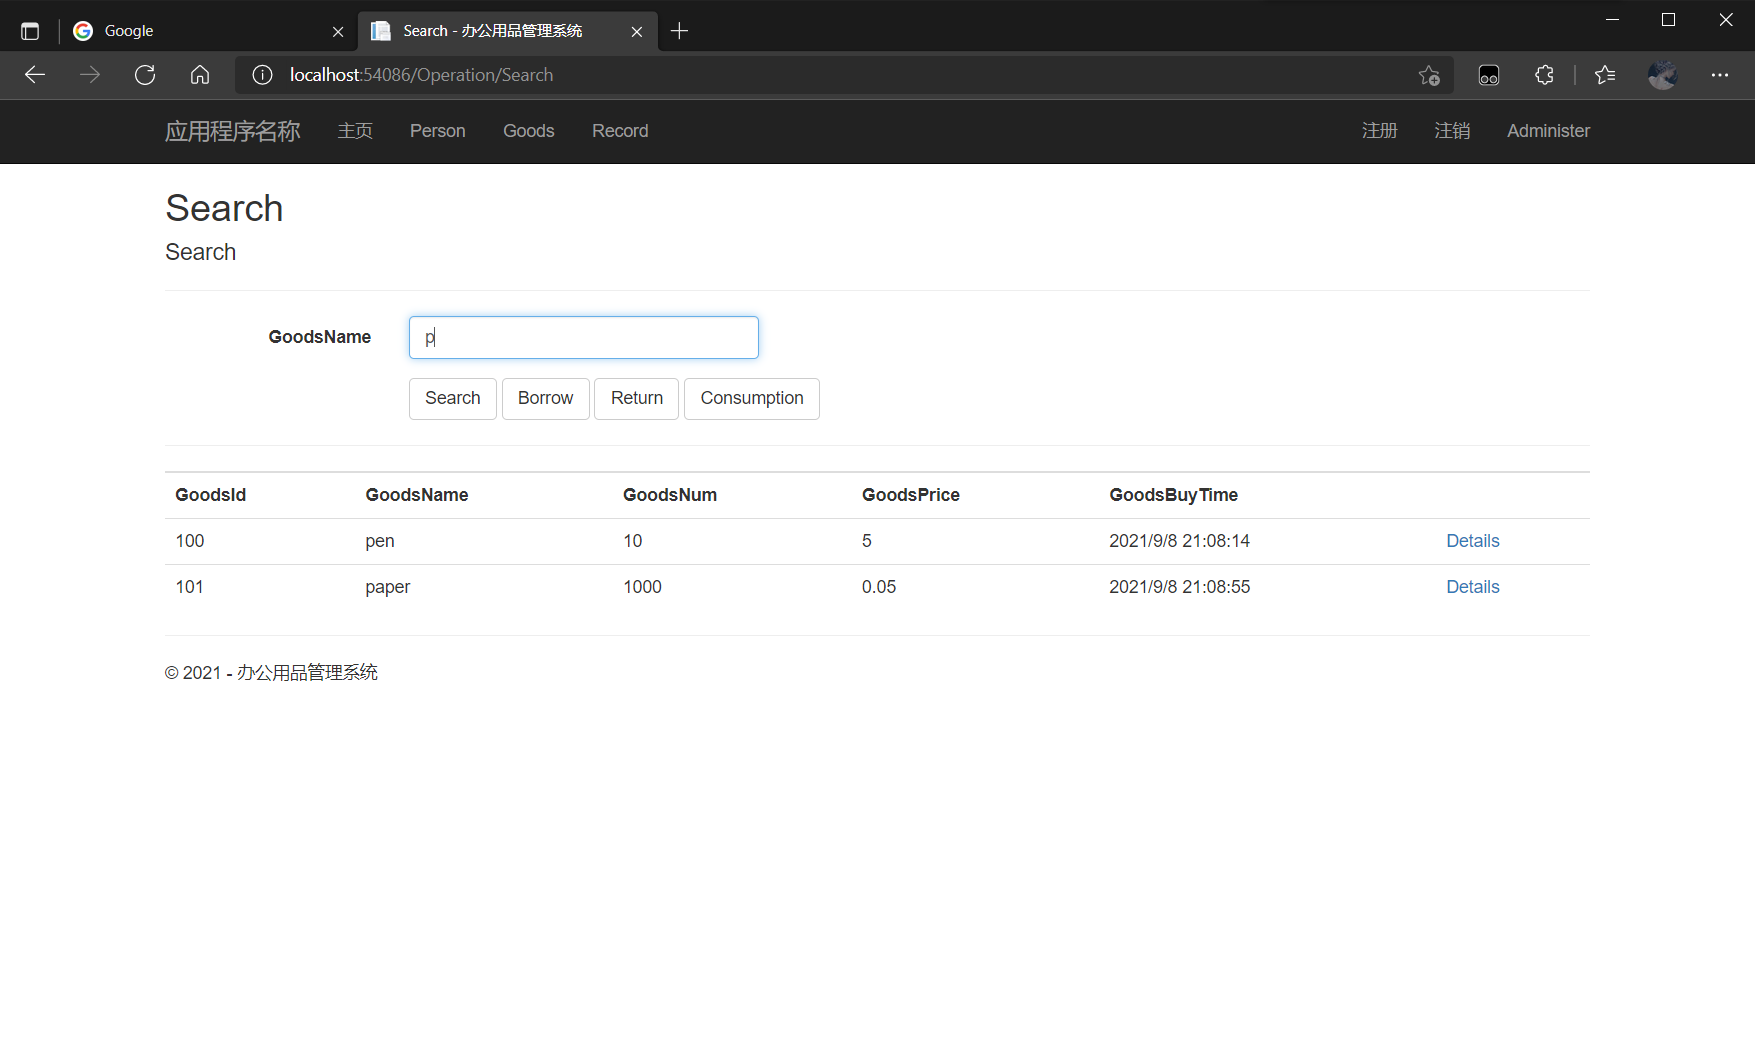 Google
Search - 办公用品管理系统
localhost:54086/Operation/Search
应用程序名称 主页 Person Goods Record 注册 注销 Administer
Search
Search
GoodsName p
Search Borrow Return Consumption
GoodsId GoodsName GoodsNum GoodsPrice GoodsBuyTime
100 pen 10 5 2021/9/8 21:08:14 Details
101 paper 1000 0.05 2021/9/8 21:08:55 Details
© 2021 - 办公用品管理系统